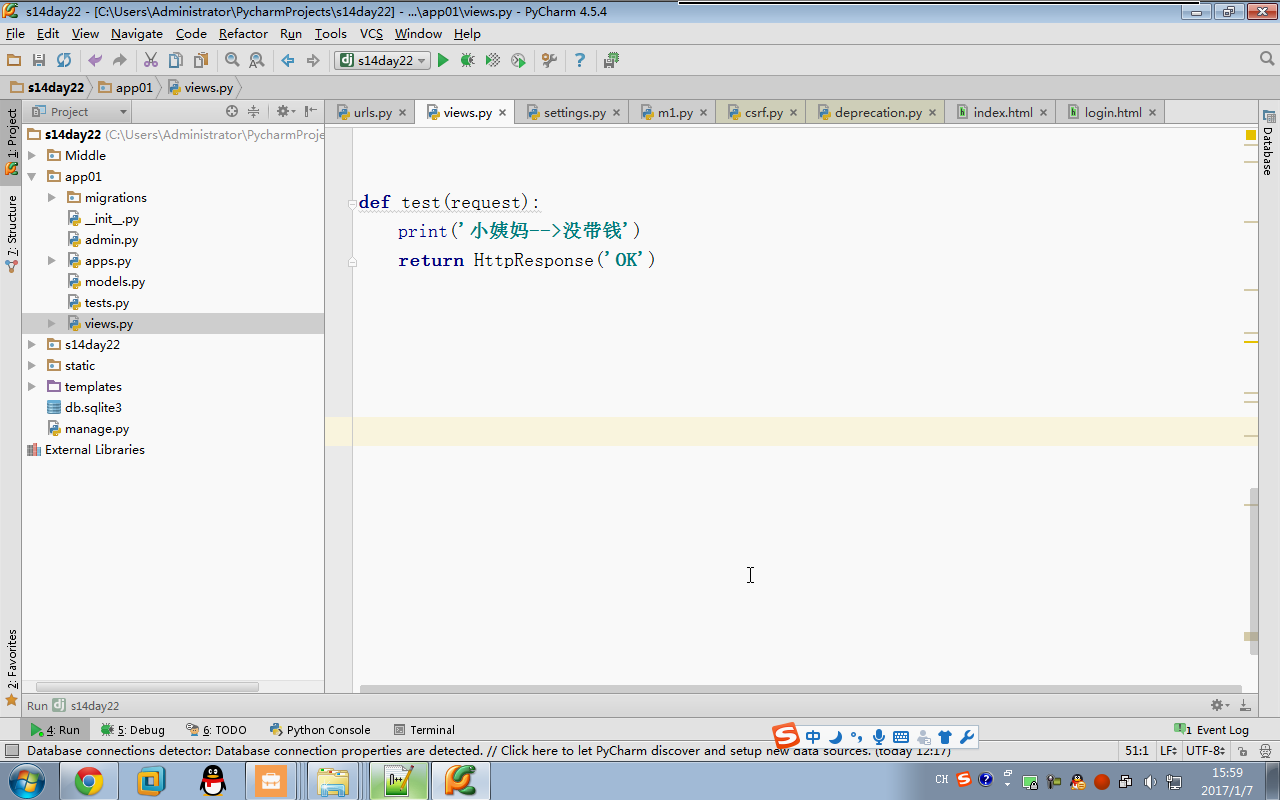 s14day22 - [C:\Users\Administrator\PycharmProjects\s14day22] - ...\app01\views.py - PyCharm 4.5.4
File Edit View Navigate Code Refactor Run Tools VCS Window Help
s14day22
s14day22 app01 views.py
Project
urls.py views.py settings.py m1.py csrf.py deprecation.py index.html login.html
1: Project
7: Structure
2: Favorites
Database
s14day22 (C:\Users\Administrator\PycharmProje
Middle
app01
migrations
__init__.py
admin.py
apps.py
models.py
tests.py
views.py
s14day22
static
templates
db.sqlite3
manage.py
External Libraries
def test(request):
print('小姨妈-->没带钱')
return HttpResponse('OK')
Run s14day22
4: Run 5: Debug 6: TODO Python Console Terminal
中
1 Event Log
Database connections detector: Database connection properties are detected. // Click here to let PyCharm discover and setup new data sources. (today 12:17)
51:1 LF UTF-8
CH
15:59
2017/1/7